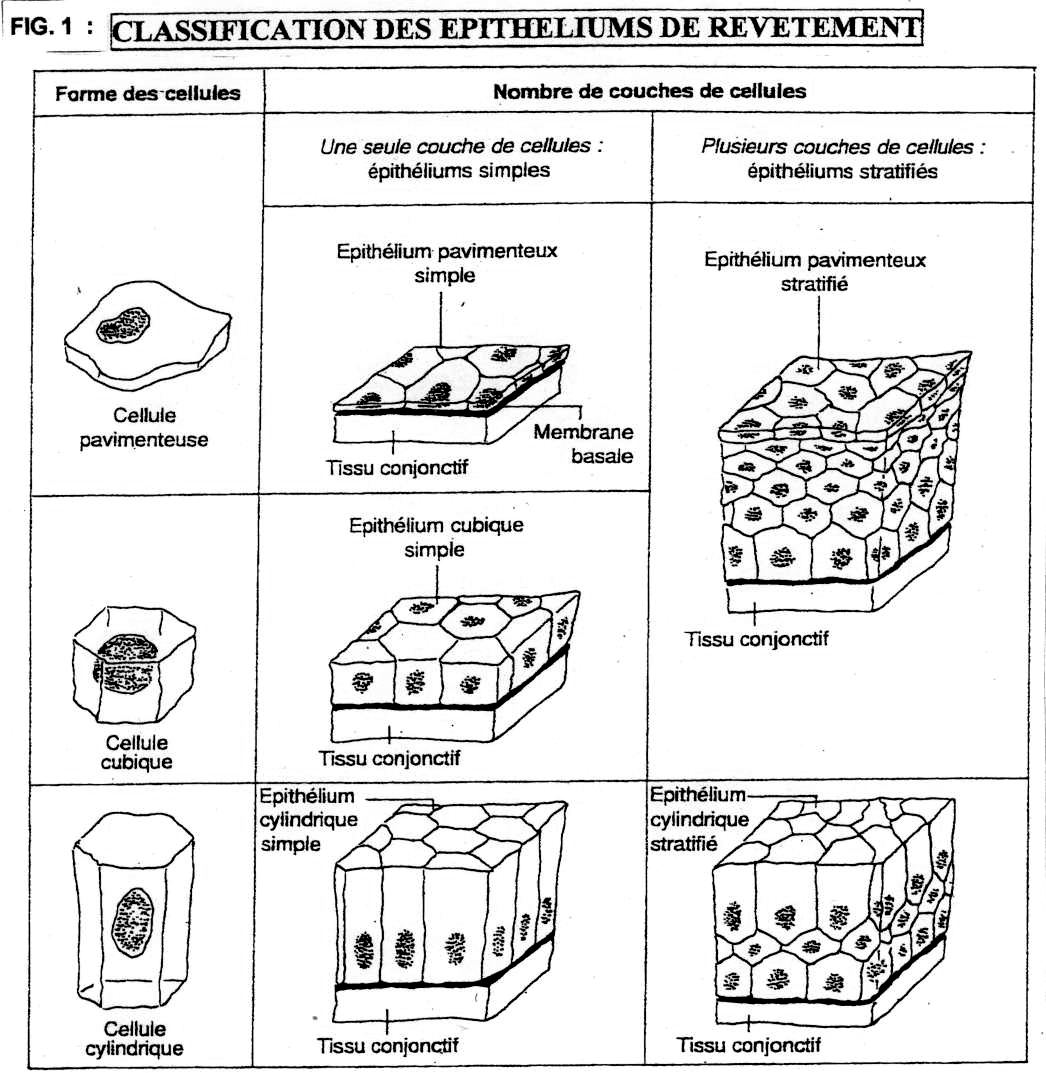 FIG. 1 : CLASSIFICATION DES EPITHELIUMS DE REVETEMENT
Forme des cellules
Nombre de couches de cellules
Une seule couche de cellules :
épithéliums simples
Plusieurs couches de cellules :
épithéliums stratifiés
Cellule
pavimenteuse
Epithélium pavimenteux
simple
Membrane
basale
Tissu conjonctif
Epithélium pavimenteux
stratifié
Tissu conjonctif
Cellule
cubique
Epithélium cubique
simple
Tissu conjonctif
Cellule
cylindrique
Epithélium
cylindrique
simple
Tissu conjonctif
Epithélium
cylindrique
stratifié
Tissu conjonctif